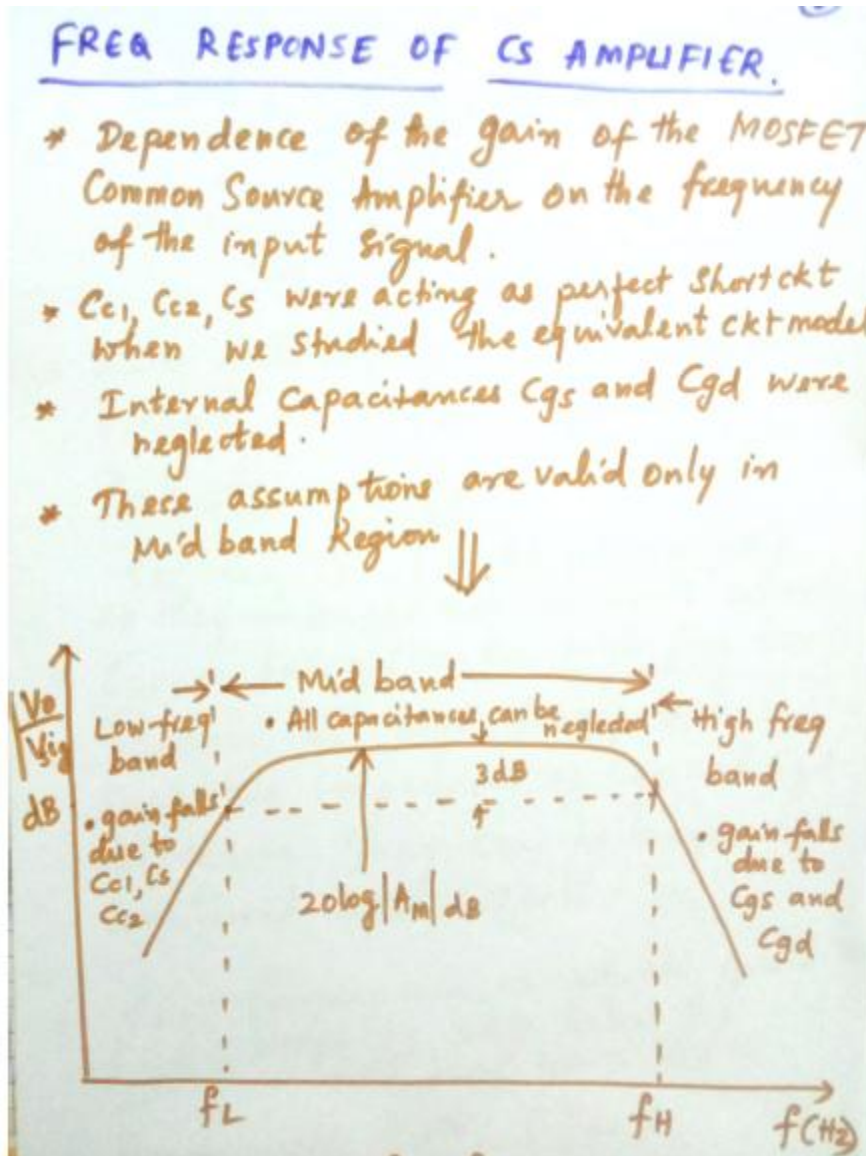 FREQ RESPONSE OF CS AMPLIFIER.
* Dependence of the gain of the MOSFET
Common Source Amplifier on the frequency
of the input signal.
* Cc1, Cc2, Cs were acting as perfect short ckt
when we studied the equivalent ckt model
* Internal Capacitances Cgs and Cgd were
neglected.
* These assumptions are valid only in
Mid band Region ⇓
Mid band
|Vo/Vsig| dB
Low-freq
band
• gain falls
due to
Cc1, Cs
Cc2
• All capacitances can be
neglected
3dB
20log|AM| dB
High freq
band
• gain falls
due to
Cgs and
Cgd
fL
fH
f(Hz)